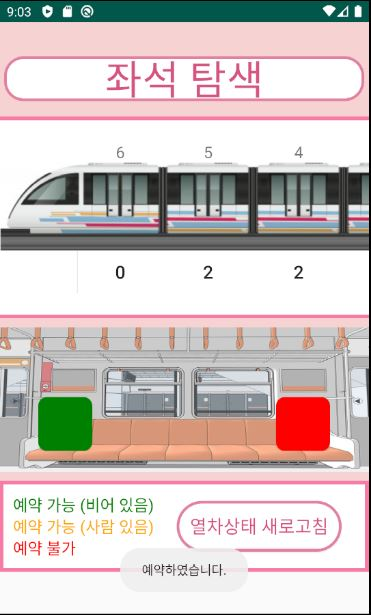 9:03
좌석 탐색
6 5 4
0 2 2
예약 가능 (비어 있음)
예약 가능 (사람 있음)
예약 불가
열차상태 새로고침
예약하였습니다.